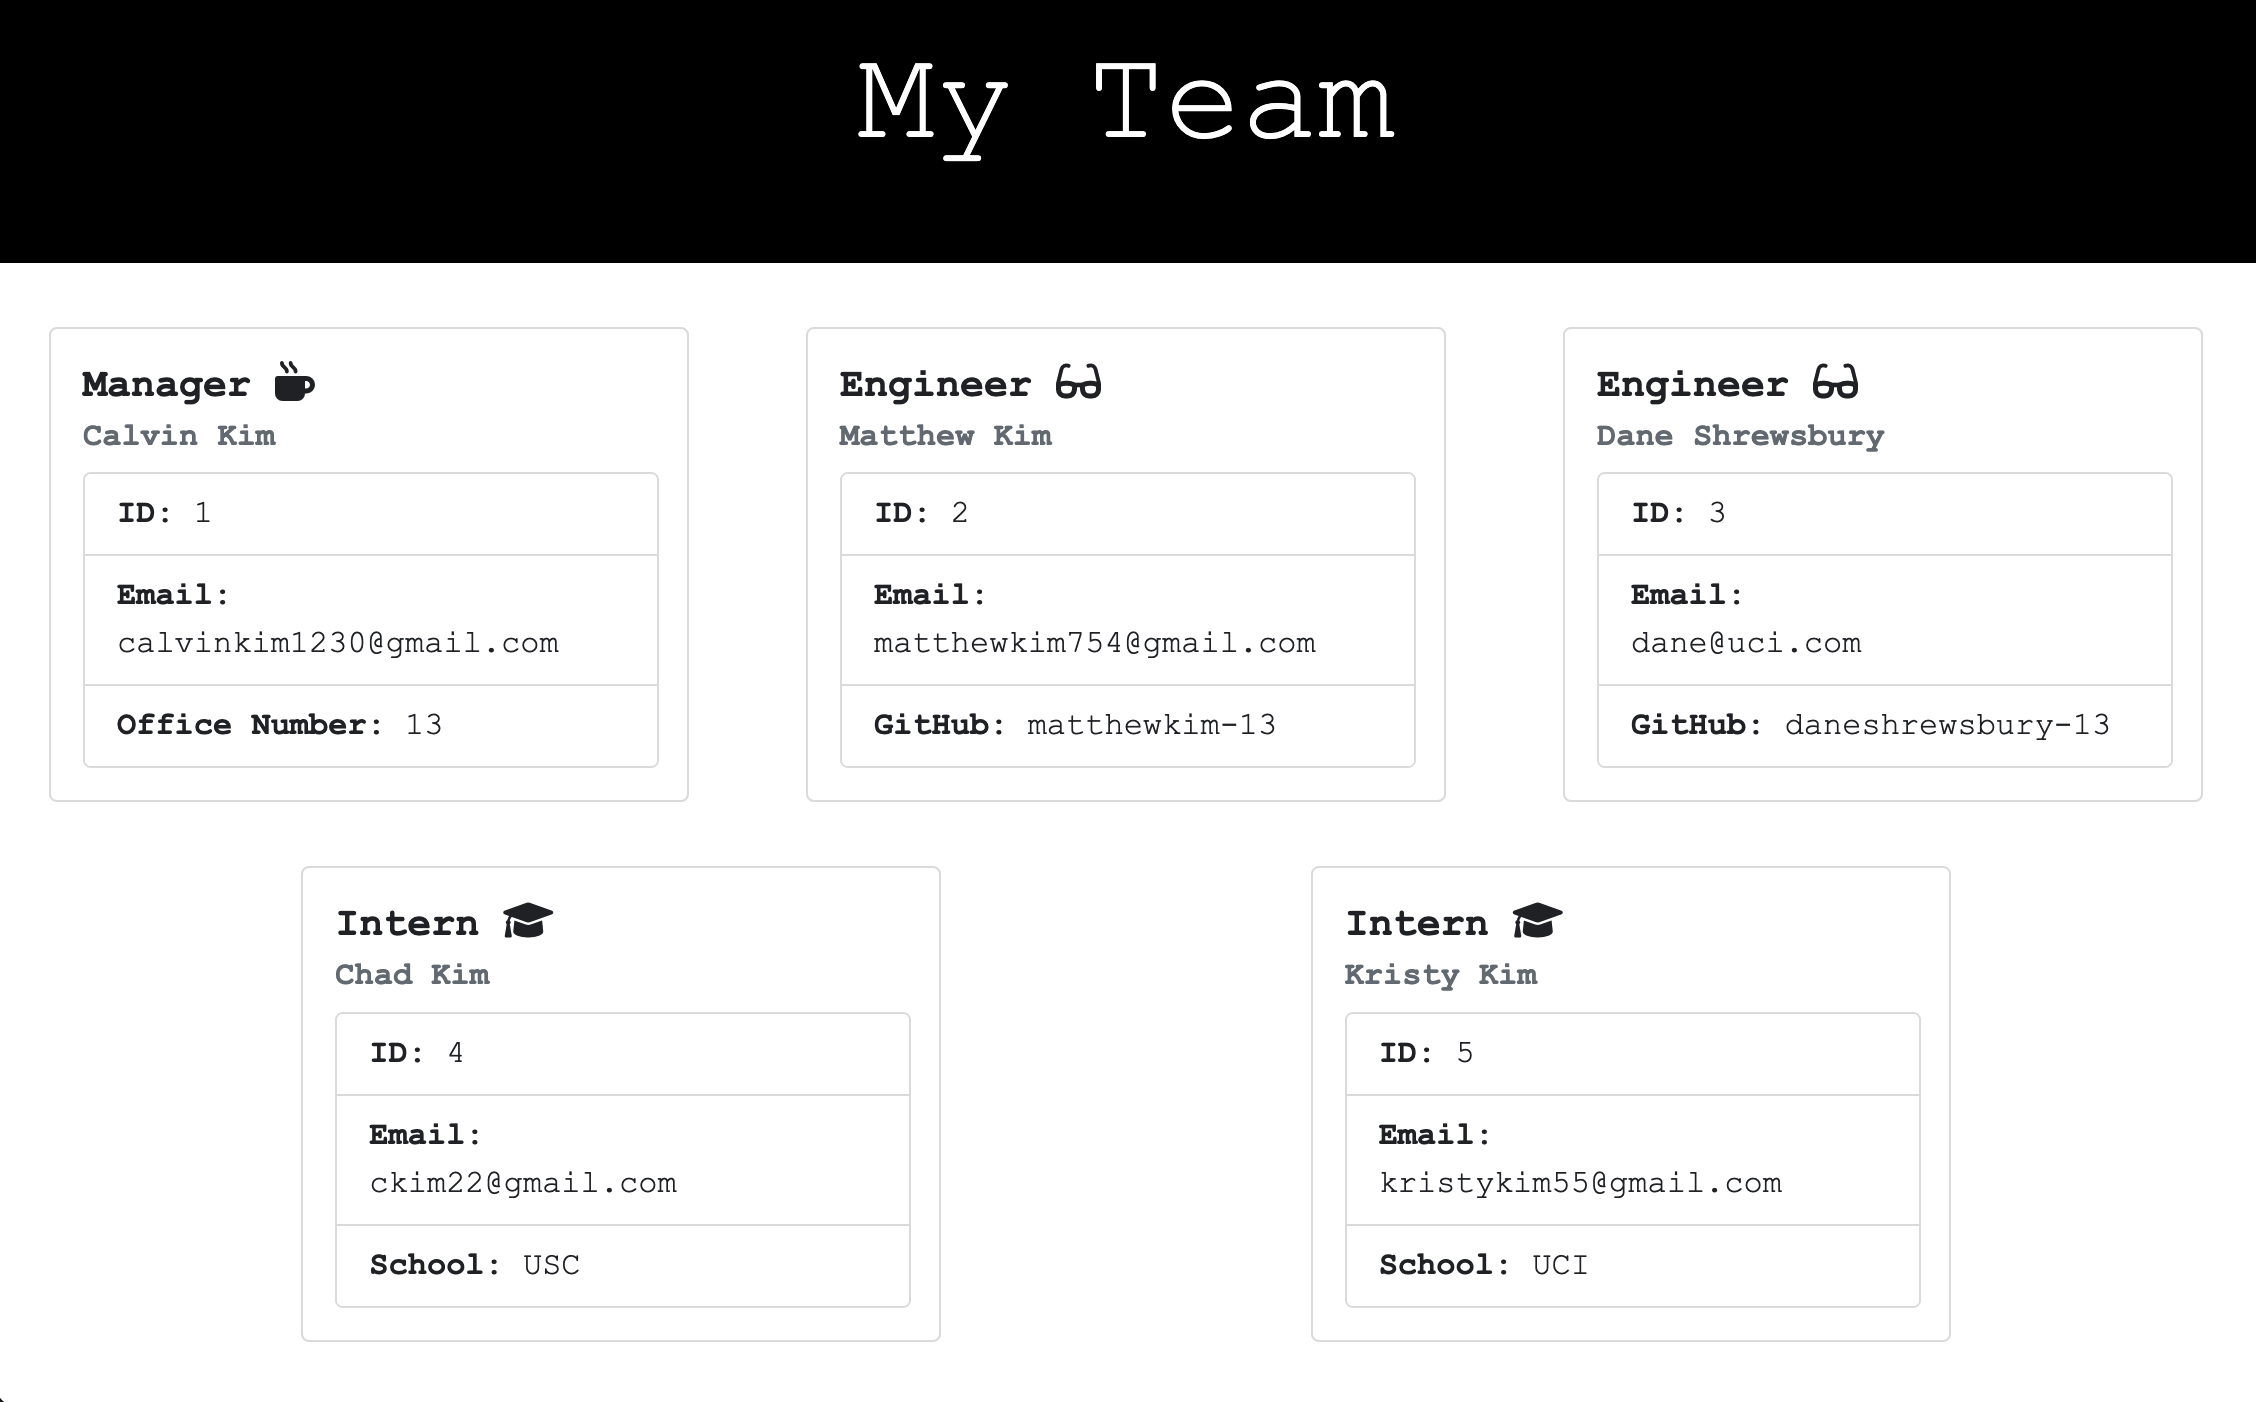 My Team
Manager
Calvin Kim
ID: 1
Email:
calvinkim1230@gmail.com
Office Number: 13
Engineer
Matthew Kim
ID: 2
Email:
matthewkim754@gmail.com
GitHub: matthewkim-13
Engineer
Dane Shrewsbury
ID: 3
Email:
dane@uci.com
GitHub: daneshrewsbury-13
Intern
Chad Kim
ID: 4
Email:
ckim22@gmail.com
School: USC
Intern
Kristy Kim
ID: 5
Email:
kristykim55@gmail.com
School: UCI